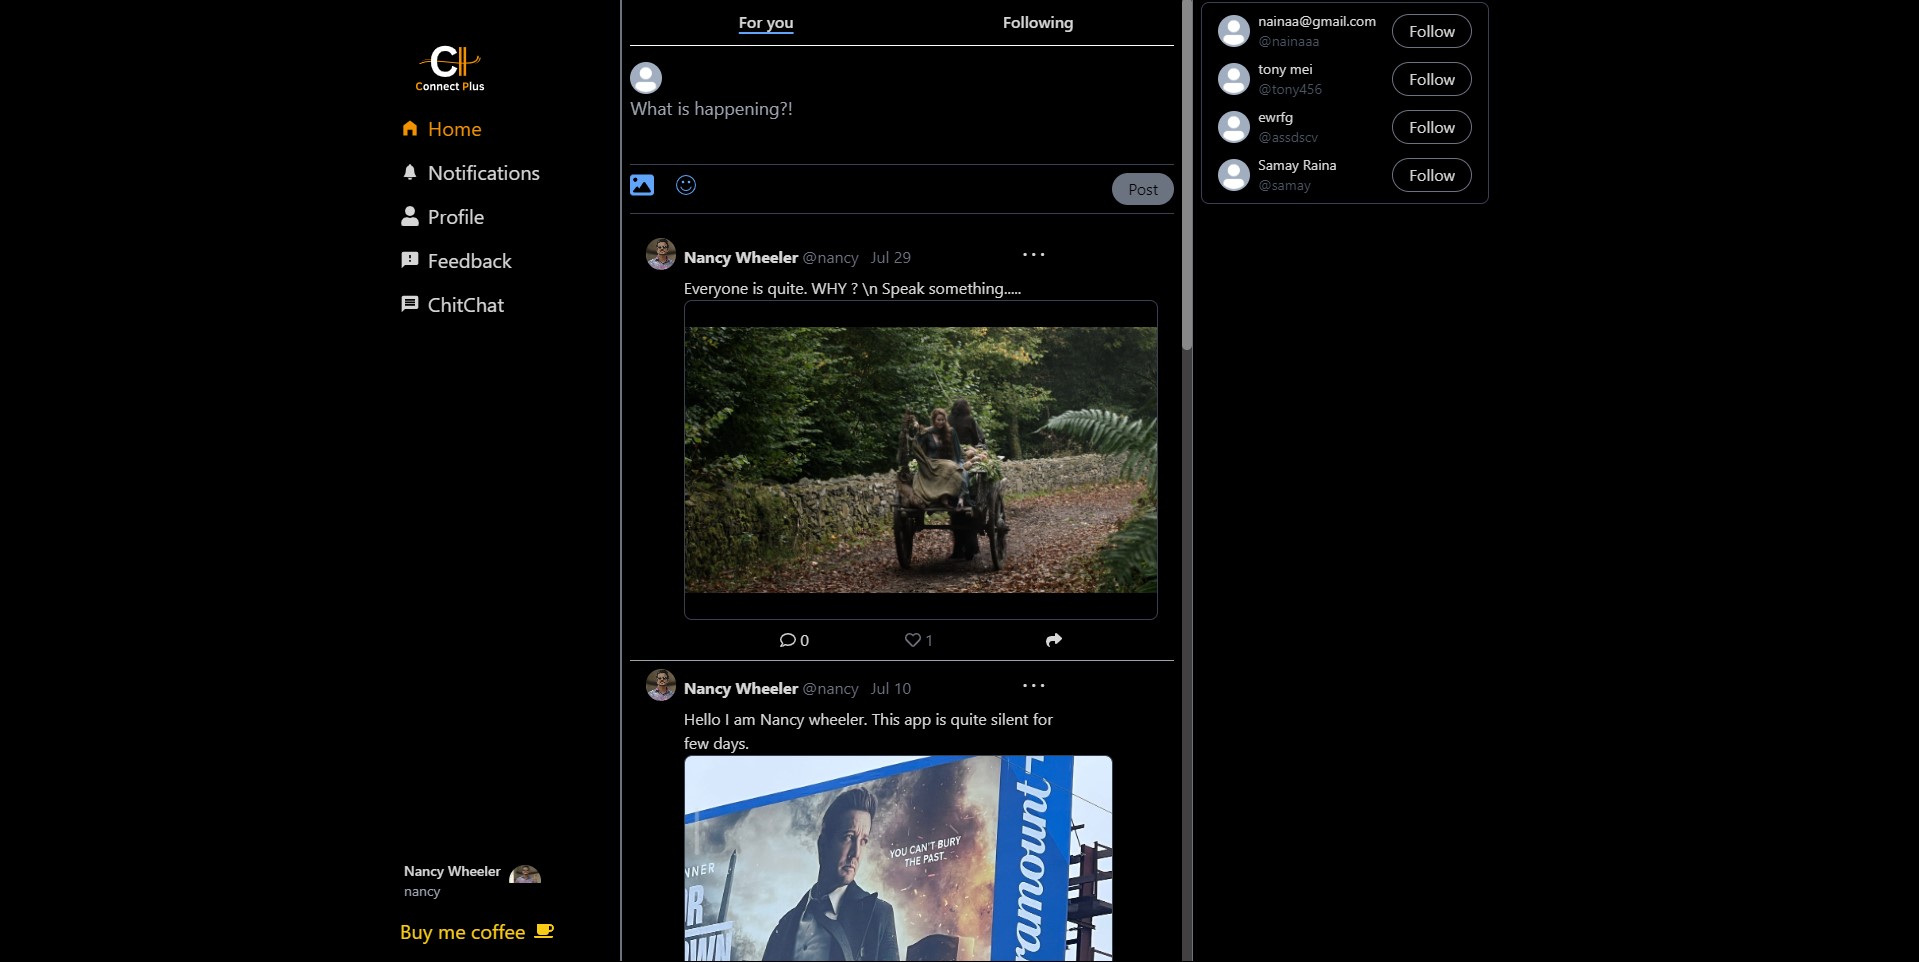 Connect Plus
Home
Notifications
Profile
Feedback
ChitChat
Nancy Wheeler
nancy
Buy me coffee
For you
Following
What is happening?!
Post
Nancy Wheeler @nancy Jul 29
Everyone is quite. WHY ? \n Speak something.....
0
1
Nancy Wheeler @nancy Jul 10
Hello I am Nancy wheeler. This app is quite silent for
few days.
YOU CAN'T BURY
THE PAST
NNER
OR
OWN
ramount+
nainaa@gmail.com
@nainaaa
Follow
tony mei
@tony456
Follow
ewrfg
@assdscv
Follow
Samay Raina
@samay
Follow